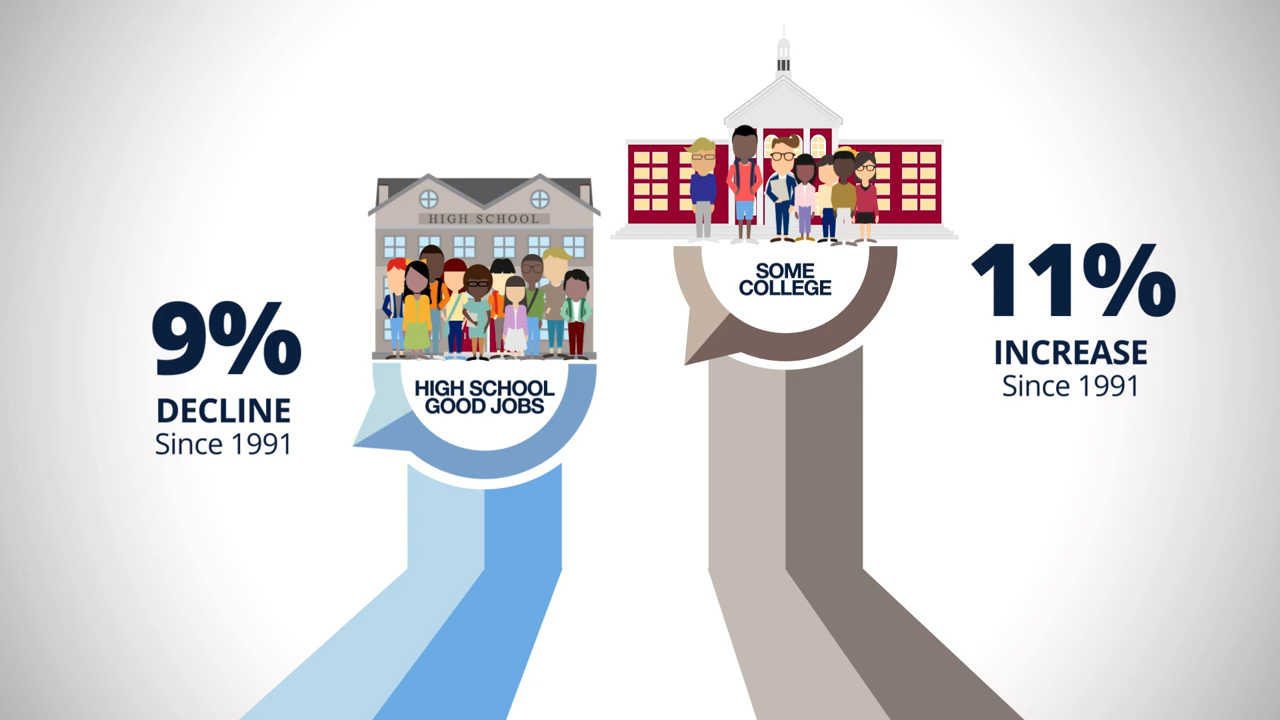 HIGH SCHOOL
9%
DECLINE
Since 1991
HIGH SCHOOL
GOOD JOBS
SOME
COLLEGE
11%
INCREASE
Since 1991